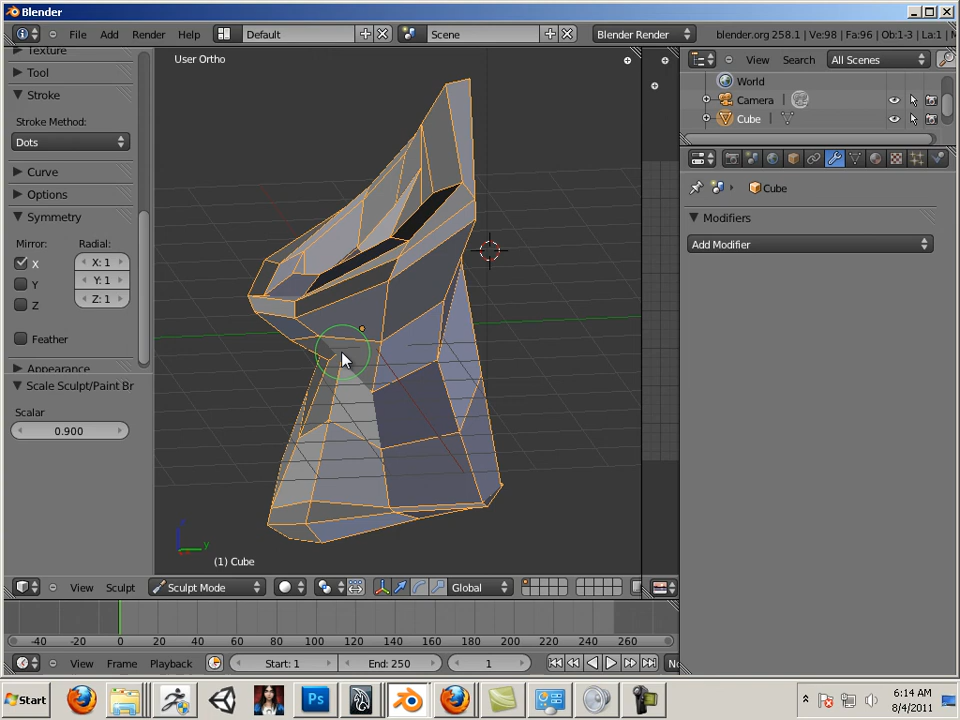 Blender
File Add Render Help Default Scene Blender Render blender.org 258.1 | Ve:98 | Fa:96 | Ob:1-3 | La:1 | M
Texture
Tool
Stroke
Stroke Method:
Dots
Curve
Options
Symmetry
Mirror: Radial:
X X: 1
Y Y: 1
Z Z: 1
Feather
Appearance
Scale Sculpt/Paint Br
Scalar
0.900
User Ortho
z
y
(1) Cube
View Search All Scenes
World
Camera
Cube
Cube
Modifiers
Add Modifier
View Sculpt Sculpt Mode Global
-40 -20 0 20 40 60 80 100 120 140 160 180 200 220 240 260
View Frame Playback Start: 1 End: 250 1 No
Start Ps 6:14 AM
8/4/2011